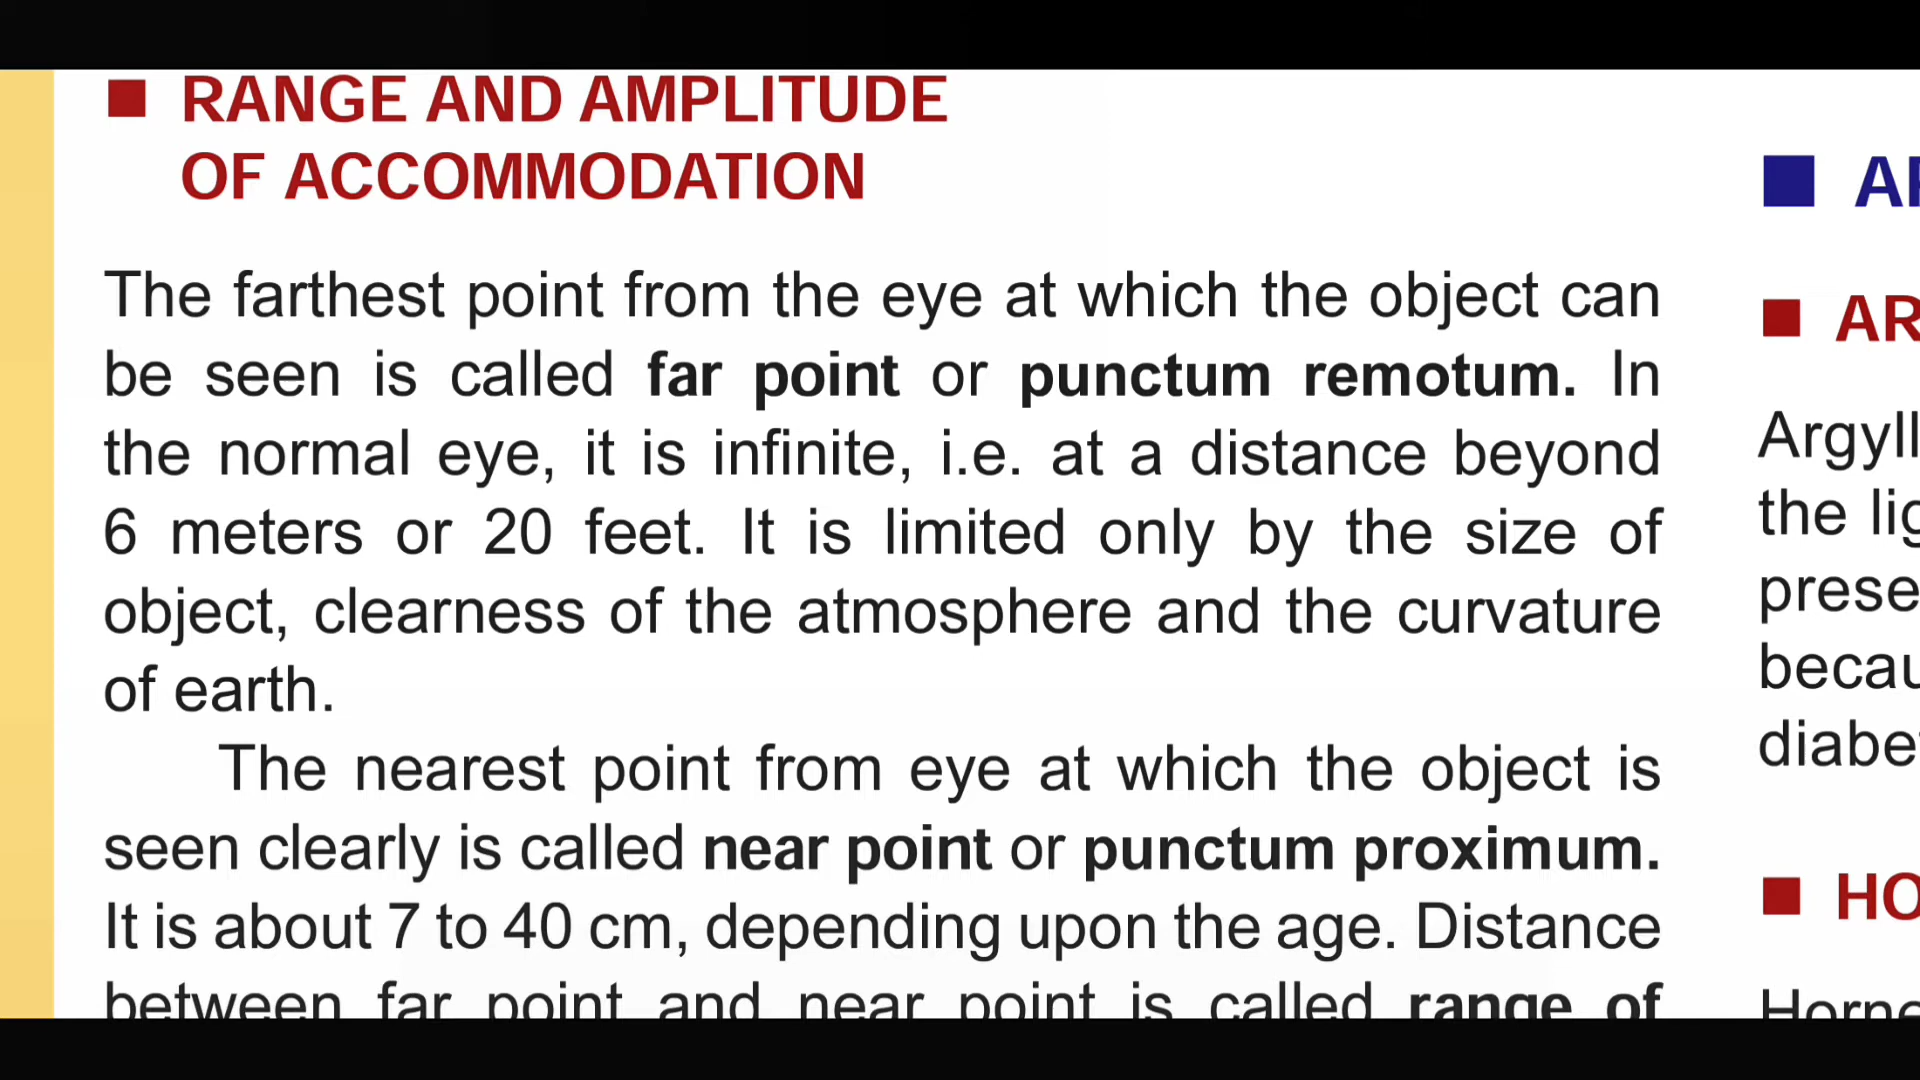 RANGE AND AMPLITUDE
OF ACCOMMODATION
The farthest point from the eye at which the object can
be seen is called far point or punctum remotum. In
the normal eye, it is infinite, i.e. at a distance beyond
6 meters or 20 feet. It is limited only by the size of
object, clearness of the atmosphere and the curvature
of earth.
The nearest point from eye at which the object is
seen clearly is called near point or punctum proximum.
It is about 7 to 40 cm, depending upon the age. Distance
between far point and near point is called range of
AR
Argyll
the
HO